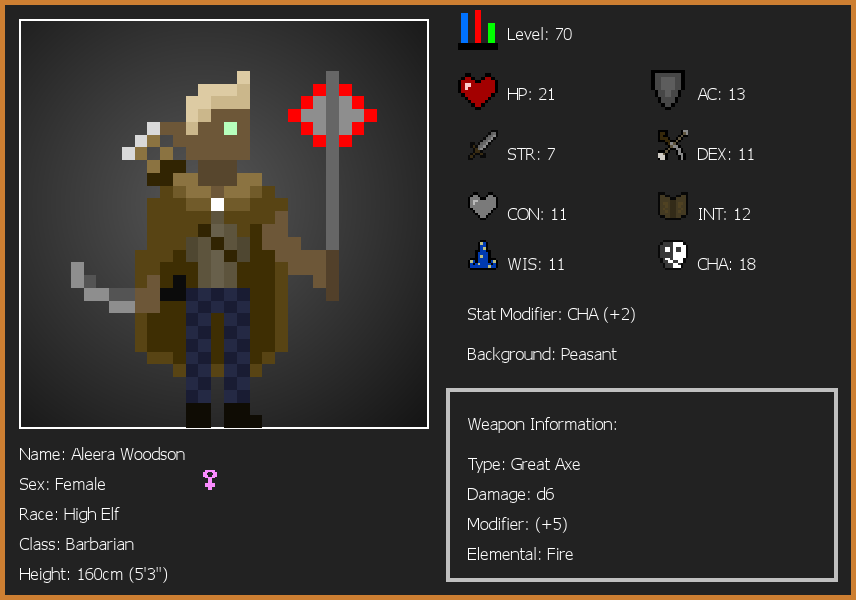 Level: 70
HP: 21
AC: 13
STR: 7
DEX: 11
CON: 11
INT: 12
WIS: 11
CHA: 18
Stat Modifier: CHA (+2)
Background: Peasant
Weapon Information:
Type: Great Axe
Damage: d6
Modifier: (+5)
Elemental: Fire
Name: Aleera Woodson
Sex: Female
Race: High Elf
Class: Barbarian
Height: 160cm (5'3")